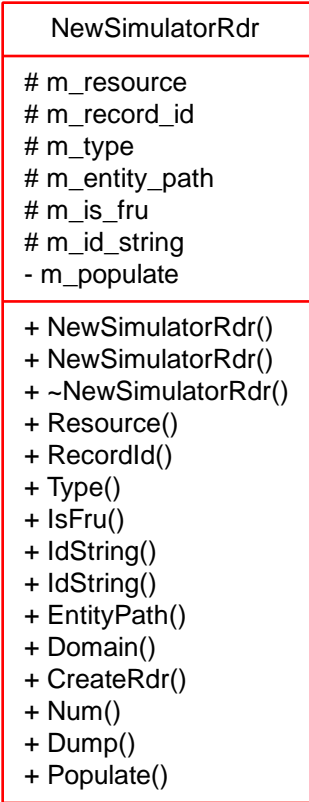 NewSimulatorRdr
# m_resource
# m_record_id
# m_type
# m_entity_path
# m_is_fru
# m_id_string
- m_populate
+ NewSimulatorRdr()
+ NewSimulatorRdr()
+ ~NewSimulatorRdr()
+ Resource()
+ RecordId()
+ Type()
+ IsFru()
+ IdString()
+ IdString()
+ EntityPath()
+ Domain()
+ CreateRdr()
+ Num()
+ Dump()
+ Populate()